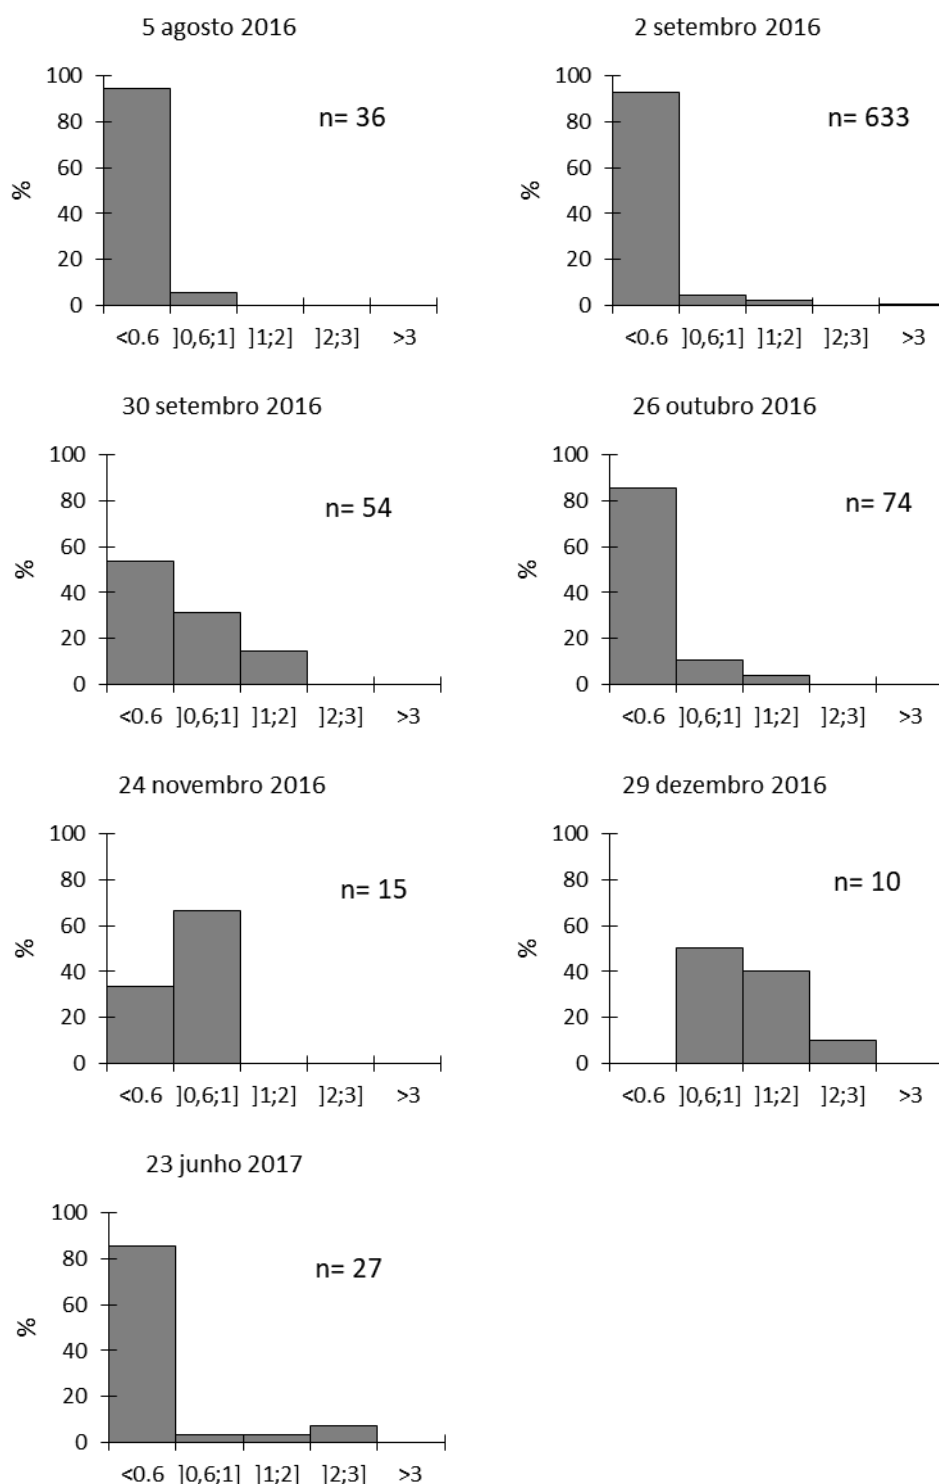 5 agosto 2016
100
80
60
40
20
0
%
n= 36
<0.6 ]0,6;1] ]1;2] ]2;3] >3
2 setembro 2016
100
80
60
40
20
0
%
n= 633
<0.6 ]0,6;1] ]1;2] ]2;3] >3
30 setembro 2016
100
80
60
40
20
0
%
n= 54
<0.6 ]0,6;1] ]1;2] ]2;3] >3
26 outubro 2016
100
80
60
40
20
0
%
n= 74
<0.6 ]0,6;1] ]1;2] ]2;3] >3
24 novembro 2016
100
80
60
40
20
0
%
n= 15
<0.6 ]0,6;1] ]1;2] ]2;3] >3
29 dezembro 2016
100
80
60
40
20
0
%
n= 10
<0.6 ]0,6;1] ]1;2] ]2;3] >3
23 junho 2017
100
80
60
40
20
0
%
n= 27
<0.6 ]0,6;1] ]1;2] ]2;3] >3